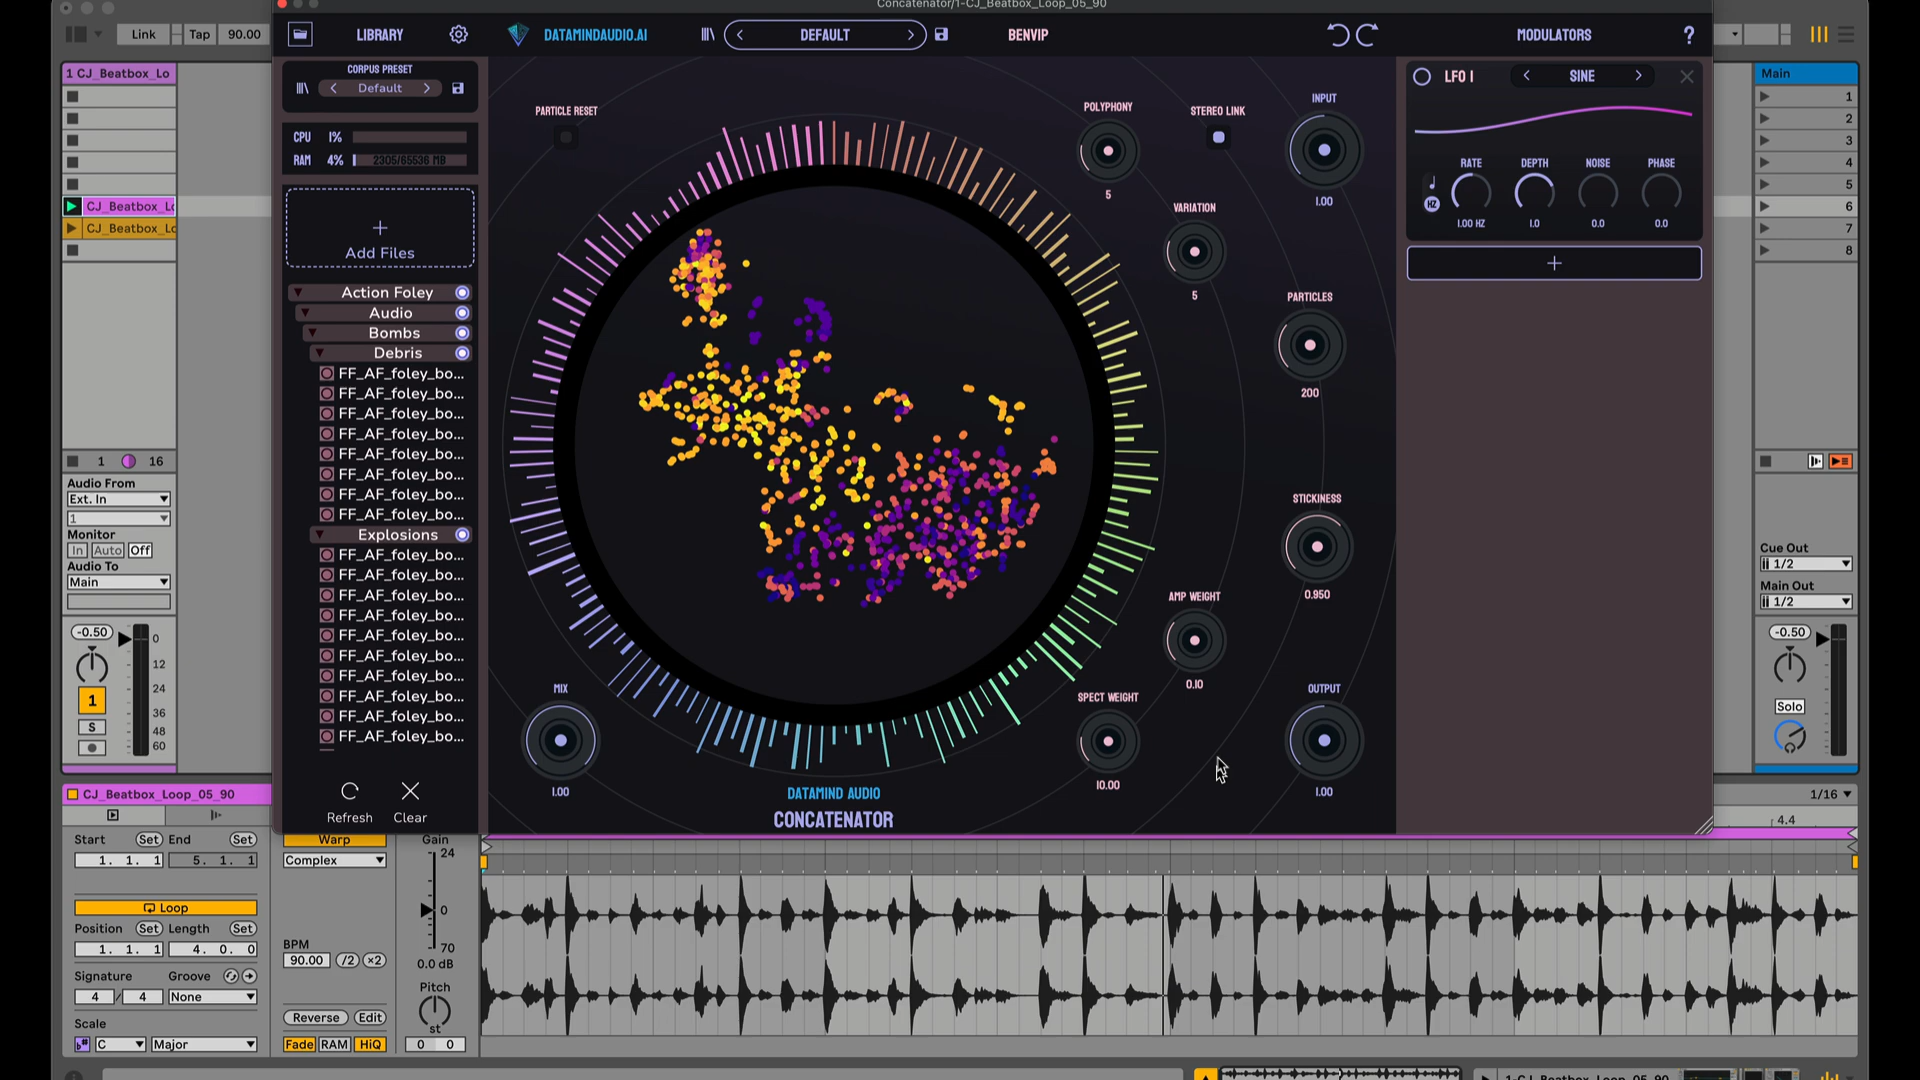 Concatenator/1-CJ_Beatbox_Loop_05_90
Link
Tap
90.00
LIBRARY
DATAMINDAUDIO.AI
DEFAULT
BENVIP
MODULATORS
?
1 CJ_Beatbox_Lo
CJ_Beatbox_Lo
CJ_Beatbox_Lo
1
16
Audio From
Ext. In
1
Monitor
In
Auto
Off
Audio To
Main
-0.50
0
12
24
36
48
60
1
S
CORPUS PRESET
Default
CPU 1%
RAM 4% 2305/65536 MB
+
Add Files
Action Foley
Audio
Bombs
Debris
FF_AF_foley_bo...
FF_AF_foley_bo...
FF_AF_foley_bo...
FF_AF_foley_bo...
FF_AF_foley_bo...
FF_AF_foley_bo...
FF_AF_foley_bo...
FF_AF_foley_bo...
Explosions
FF_AF_foley_bo...
FF_AF_foley_bo...
FF_AF_foley_bo...
FF_AF_foley_bo...
FF_AF_foley_bo...
FF_AF_foley_bo...
FF_AF_foley_bo...
FF_AF_foley_bo...
FF_AF_foley_bo...
FF_AF_foley_bo...
Refresh
Clear
PARTICLE RESET
POLYPHONY
5
STEREO LINK
INPUT
1.00
VARIATION
5
PARTICLES
200
STICKINESS
0.950
AMP WEIGHT
0.10
SPECT WEIGHT
10.00
OUTPUT
1.00
MIX
1.00
DATAMIND AUDIO
CONCATENATOR
LFO 1
SINE
RATE
DEPTH
NOISE
PHASE
HZ
1.00 HZ
1.0
0.0
0.0
+
Main
1
2
3
4
5
6
7
8
Cue Out
1/2
Main Out
1/2
-0.50
Solo
CJ_Beatbox_Loop_05_90
Start
Set
End
Set
1. 1. 1
5. 1. 1
Loop
Position
Set
Length
Set
1. 1. 1
4. 0. 0
Signature
Groove
4 / 4
None
Scale
C
Major
Warp
Complex
BPM
90.00
/2
×2
Reverse
Edit
Fade
RAM
HiQ
Gain
24
0
70
0.0 dB
Pitch
st
0 0
1/16
4.4
1-CJ_Beatbox_Loop_05_90